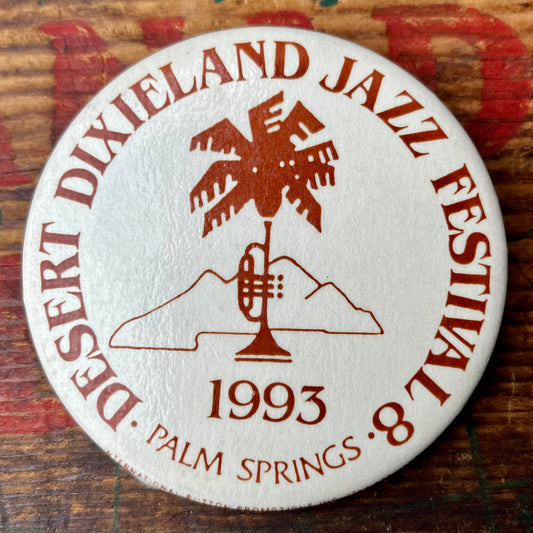 DESERT DIXIELAND JAZZ FESTIVAL 8
1993
· PALM SPRINGS ·